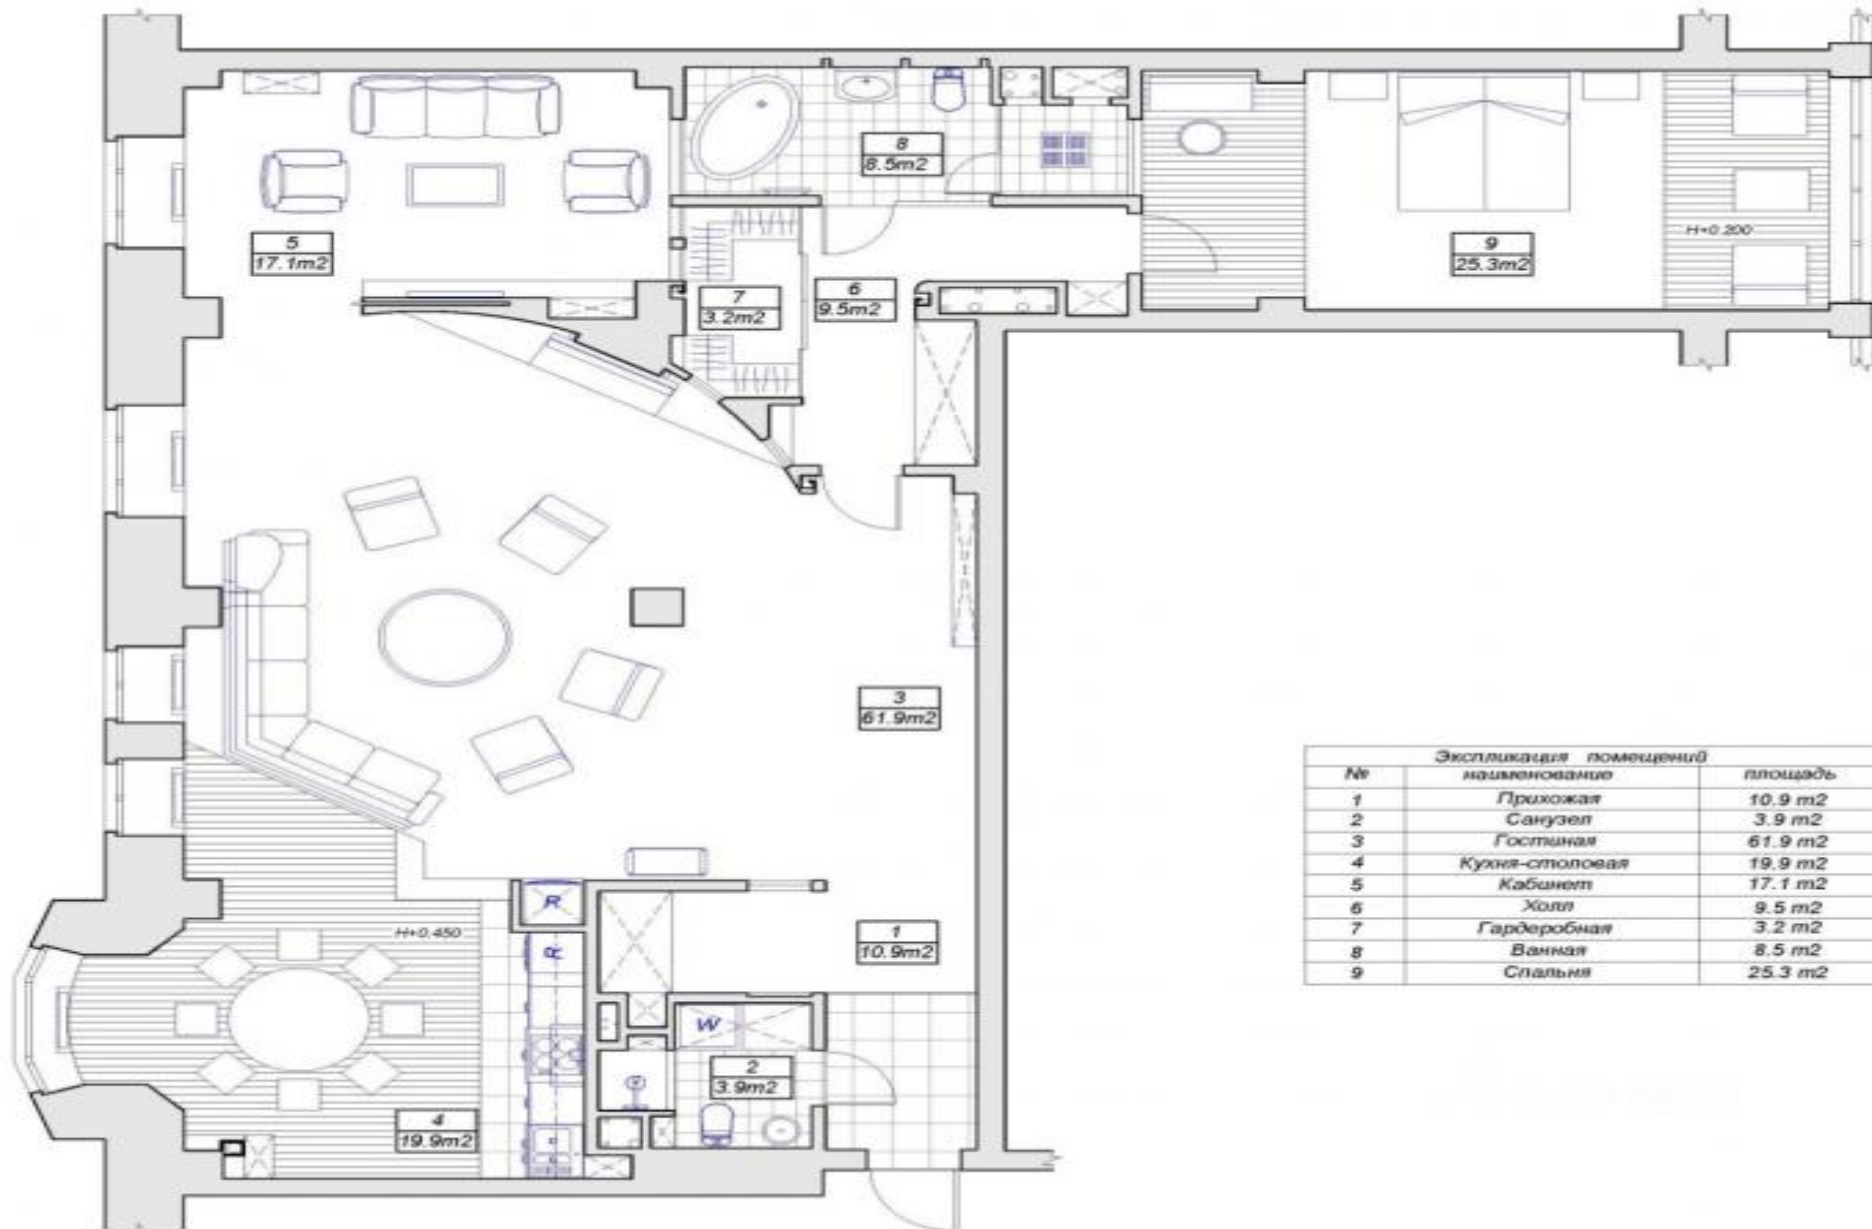 8
8.5m2
5
17.1m2
9
25.3m2
H+0.200
7
3.2m2
6
9.5m2
3
61.9m2
R
R
H+0.450
1
10.9m2
W
2
3.9m2
4
19.9m2
Экспликация помещений
№ наименование площадь
1 Прихожая 10.9 m2
2 Санузел 3.9 m2
3 Гостиная 61.9 m2
4 Кухня-столовая 19.9 m2
5 Кабинет 17.1 m2
6 Холл 9.5 m2
7 Гардеробная 3.2 m2
8 Ванная 8.5 m2
9 Спальня 25.3 m2